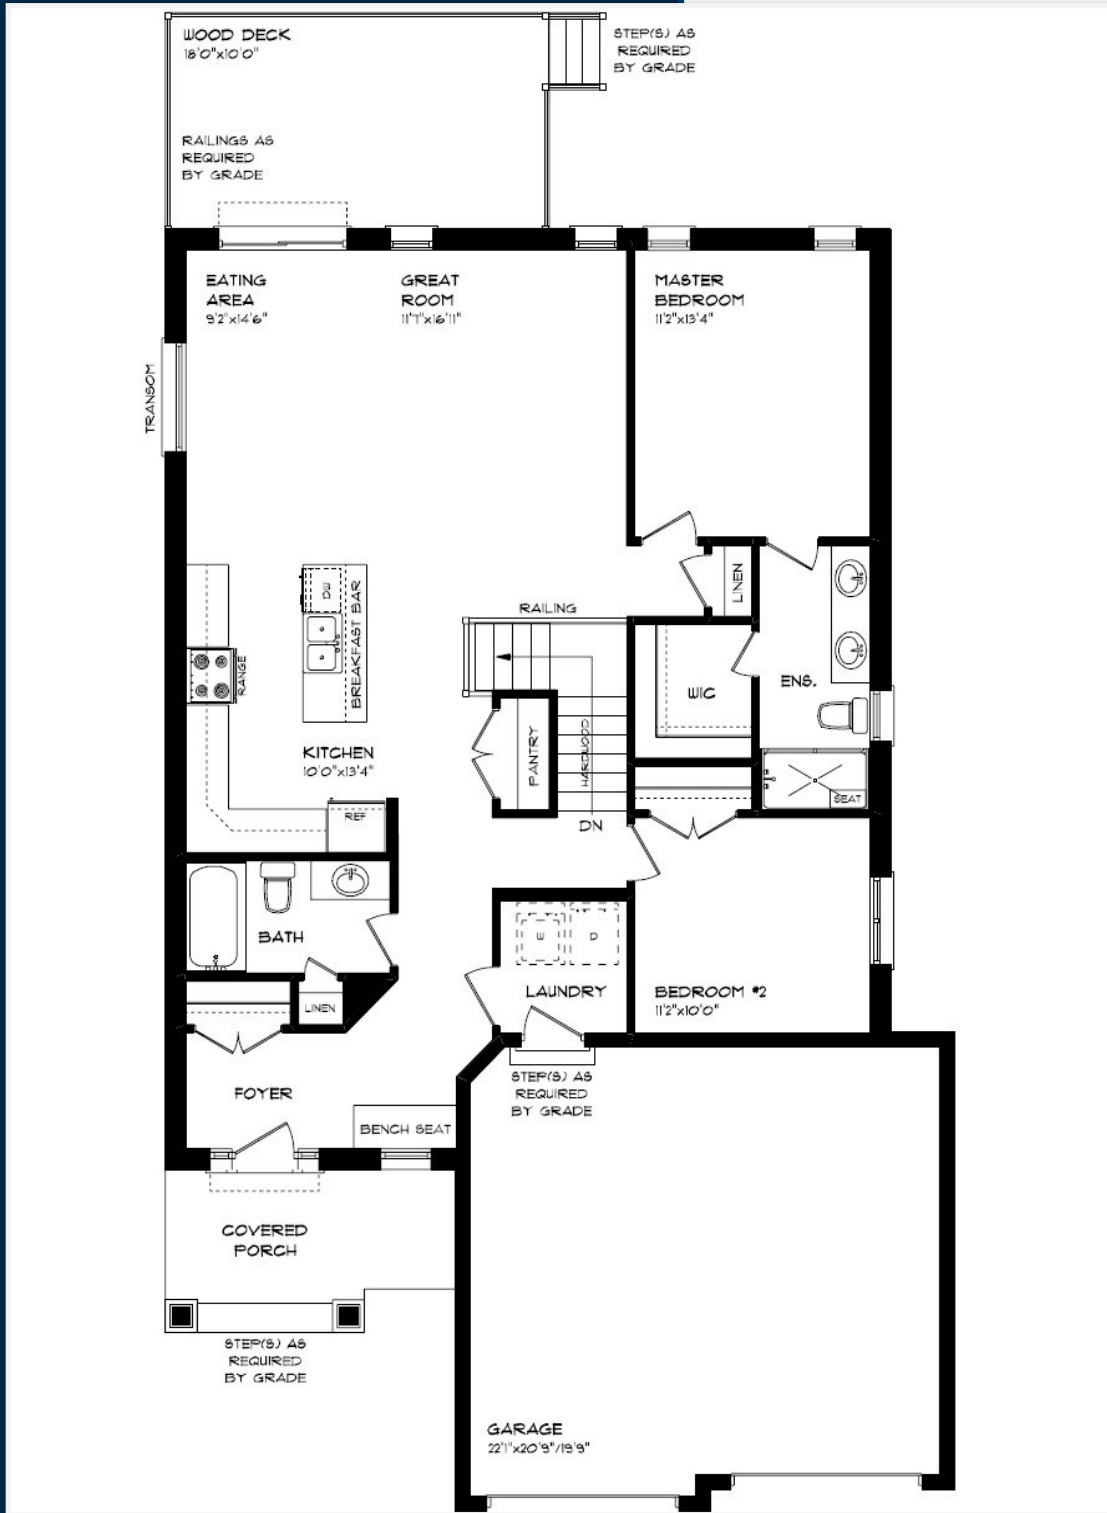 WOOD DECK
18'0"x10'0"
STEP(S) AS
REQUIRED
BY GRADE
RAILINGS AS
REQUIRED
BY GRADE
EATING
AREA
9'2"x14'6"
GREAT
ROOM
11'7"x16'11"
MASTER
BEDROOM
11'2"x13'4"
TRANSOM
LINEN
RAILING
DW
BREAKFAST BAR
RANGE
WIC
ENS.
KITCHEN
10'0"x13'4"
PANTRY
HARDWOOD
SEAT
REF
DN
BATH
D
LAUNDRY
BEDROOM #2
11'2"x10'0"
LINEN
FOYER
STEP(S) AS
REQUIRED
BY GRADE
BENCH SEAT
COVERED
PORCH
STEP(S) AS
REQUIRED
BY GRADE
GARAGE
22'1"x20'9"/19'9"